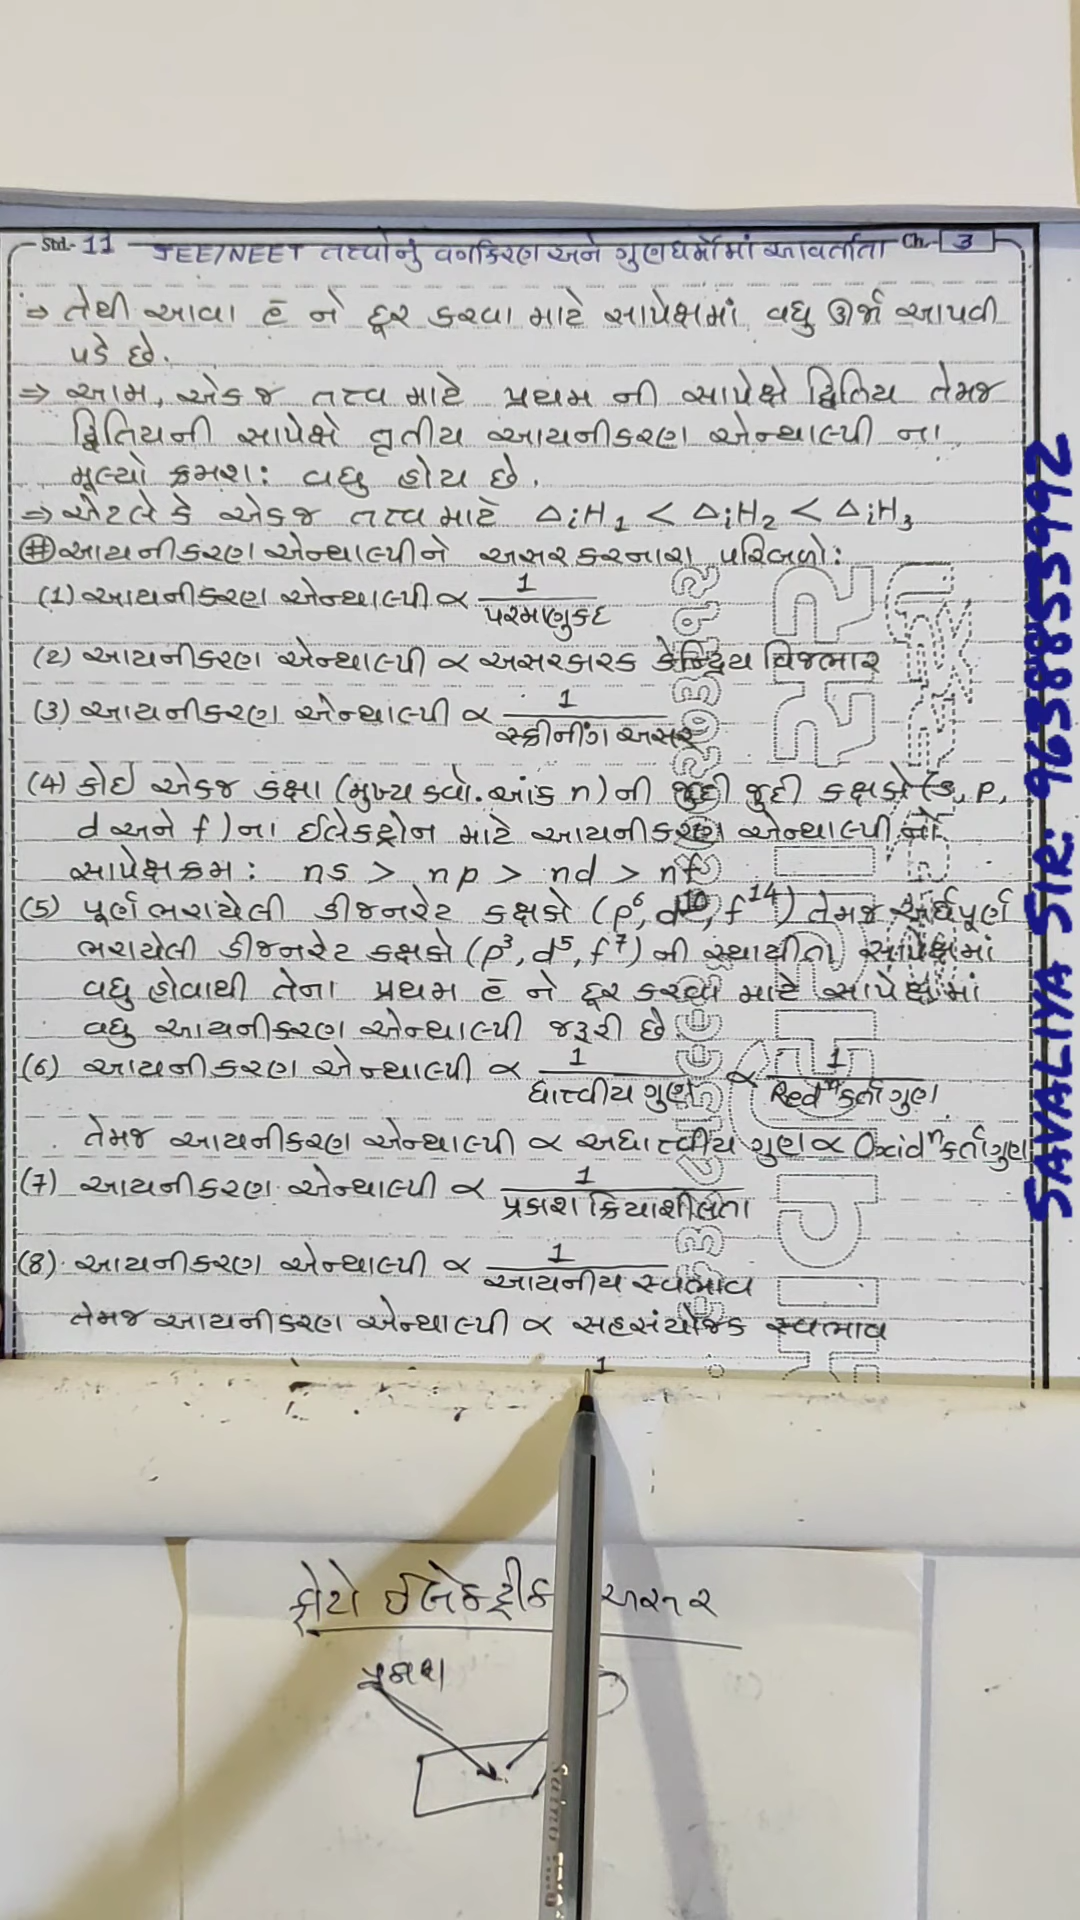 Std.- 11 JEE/NEET તત્ત્વોનું વર્ગીકરણ અને ગુણધર્મોમાં આવર્તતા Ch.- 3
⇒ તેથી આવા ē ને દૂર કરવા માટે સાપેક્ષમાં વધુ ઊર્જા આપવી
પડે છે.
⇒ આમ, એક જ તત્ત્વ માટે પ્રથમ ની સાપેક્ષે દ્વિતિય તેમજ
દ્વિતિયની સાપેક્ષે તૃતીય આયનીકરણ એન્થાલ્પી ના
મૂલ્યો ક્રમશઃ વધુ હોય છે.
⇒ એટલે કે એકજ તત્ત્વ માટે ΔiH1 < ΔiH2 < ΔiH3
# આયનીકરણ એન્થાલ્પીને અસર કરનારા પરિબળો:
(1) આયનીકરણ એન્થાલ્પી ∝ 1/પરમાણુકદ
(2) આયનીકરણ એન્થાલ્પી ∝ અસરકારક કેન્દ્રિય વિજભાર
(3) આયનીકરણ એન્થાલ્પી ∝ 1/સ્ક્રીનીંગ અસર
(4) કોઈ એકજ કક્ષા (મુખ્ય ક્વો. આંક n) ની જુદી જુદી કક્ષકો (s, p,
d અને f) ના ઈલેક્ટ્રોન માટે આયનીકરણ એન્થાલ્પી નો
સાપેક્ષ ક્રમ: ns > np > nd > nf
(5) પૂર્ણ ભરાયેલી ડીજનરેટ કક્ષકો (p⁶, d¹⁰, f¹⁴) તેમજ અર્ધપૂર્ણ
ભરાયેલી ડીજનરેટ કક્ષકો (p³, d⁵, f⁷) ની સ્થાયીતા સાપેક્ષમાં
વધુ હોવાથી તેના પ્રથમ ē ને દૂર કરવા માટે સાપેક્ષમાં
વધુ આયનીકરણ એન્થાલ્પી જરૂરી છે.
(6) આયનીકરણ એન્થાલ્પી ∝ 1/ધાત્ત્વીય ગુણ ∝ 1/Redⁿ કર્તા ગુણ
તેમજ આયનીકરણ એન્થાલ્પી ∝ અધાત્ત્વીય ગુણ ∝ Oxidⁿ કર્તાગુણ
(7) આયનીકરણ એન્થાલ્પી ∝ 1/પ્રકાશ ક્રિયાશીલતા
(8) આયનીકરણ એન્થાલ્પી ∝ 1/આયનીય સ્વભાવ
તેમજ આયનીકરણ એન્થાલ્પી ∝ સહસંયોજક સ્વભાવ
1
SAVALIYA SIR: 9638855992
ફોટો ઈલેક્ટ્રીક અસર
પ્રકાશ